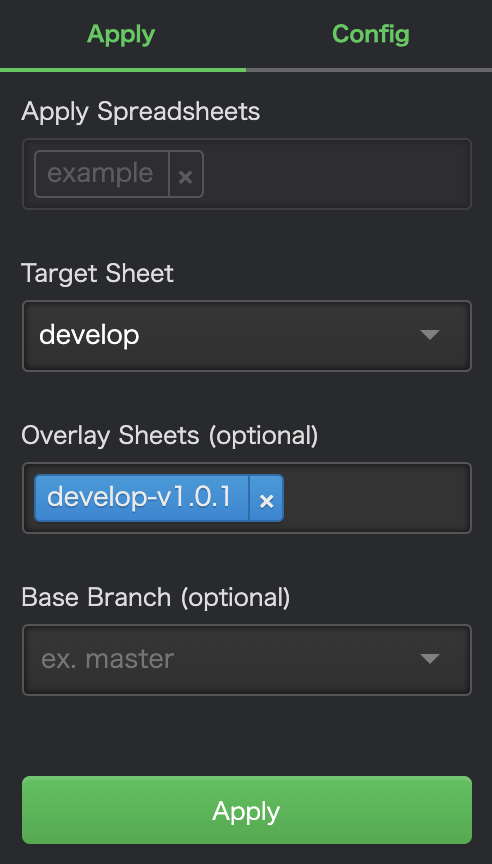 Apply Config
Apply Spreadsheets
example ×
Target Sheet
develop
Overlay Sheets (optional)
develop-v1.0.1 ×
Base Branch (optional)
ex. master
Apply